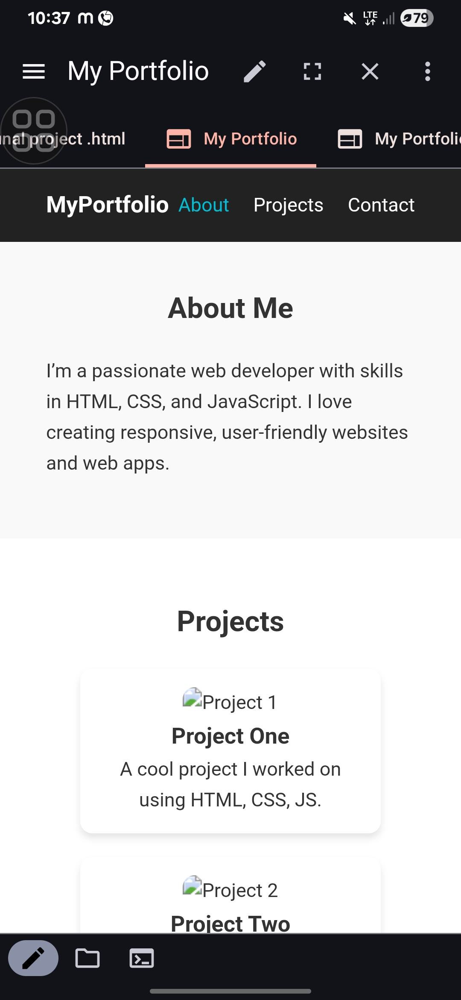 10:37
LTE
79
My Portfolio
nal project .html
My Portfolio
My Portfolio
MyPortfolio About Projects Contact
About Me
I’m a passionate web developer with skills
in HTML, CSS, and JavaScript. I love
creating responsive, user-friendly websites
and web apps.
Projects
Project 1
Project One
A cool project I worked on
using HTML, CSS, JS.
Project 2
Project Two